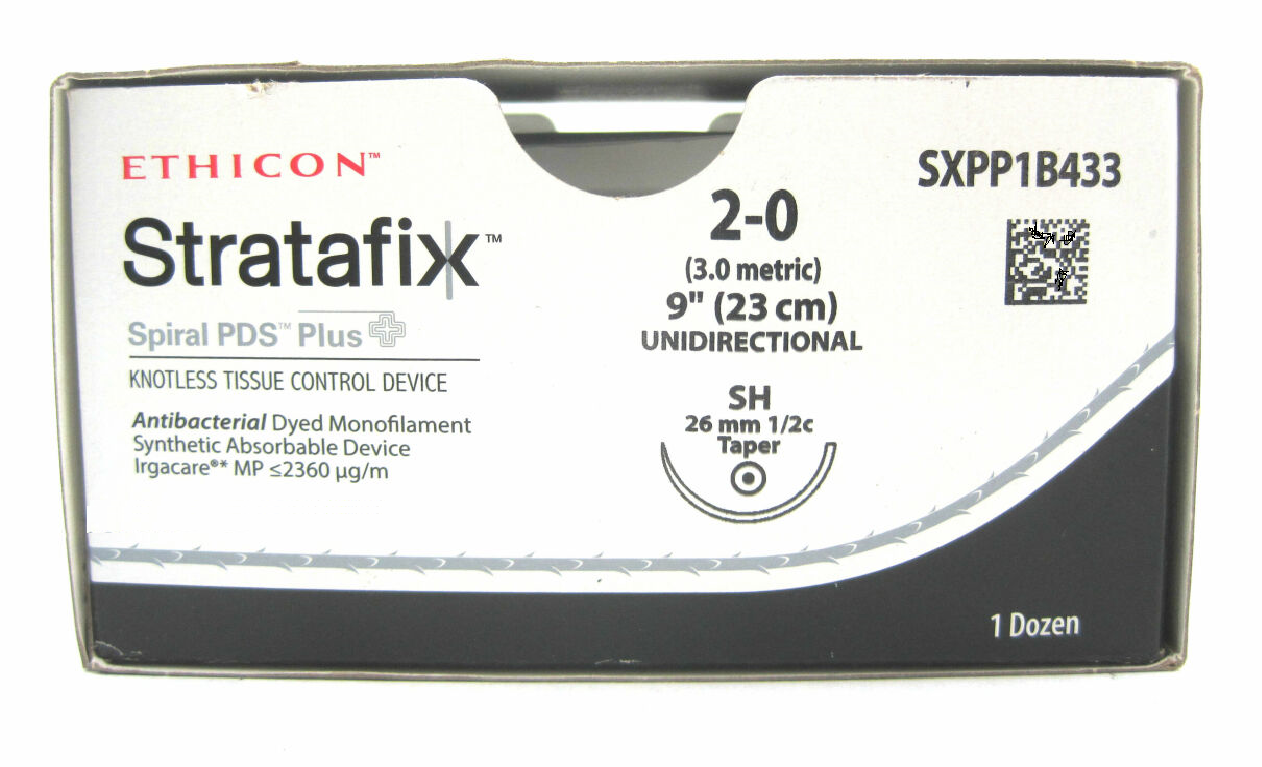 ETHICON™
Stratafix™
Spiral PDS™ Plus
KNOTLESS TISSUE CONTROL DEVICE
Antibacterial Dyed Monofilament
Synthetic Absorbable Device
Irgacare®* MP ≤2360 µg/m
2-0
(3.0 metric)
9" (23 cm)
UNIDIRECTIONAL
SH
26 mm 1/2c
Taper
SXPP1B433
1 Dozen